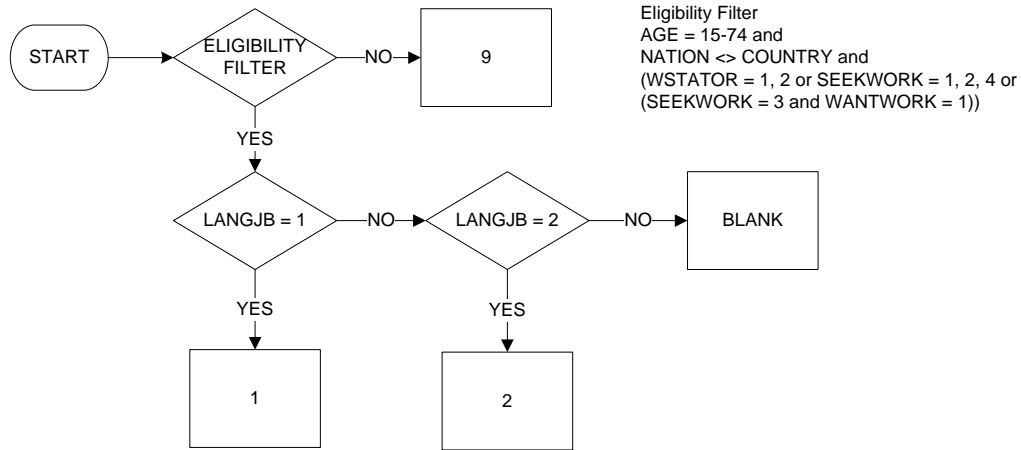 Eligibility Filter
AGE = 15-74 and
NATION <> COUNTRY and
(WSTATOR = 1, 2 or SEEKWORK = 1, 2, 4 or
(SEEKWORK = 3 and WANTWORK = 1))
START
ELIGIBILITY
FILTER
NO
9
YES
LANGJB = 1
NO
LANGJB = 2
NO
BLANK
YES
YES
1
2